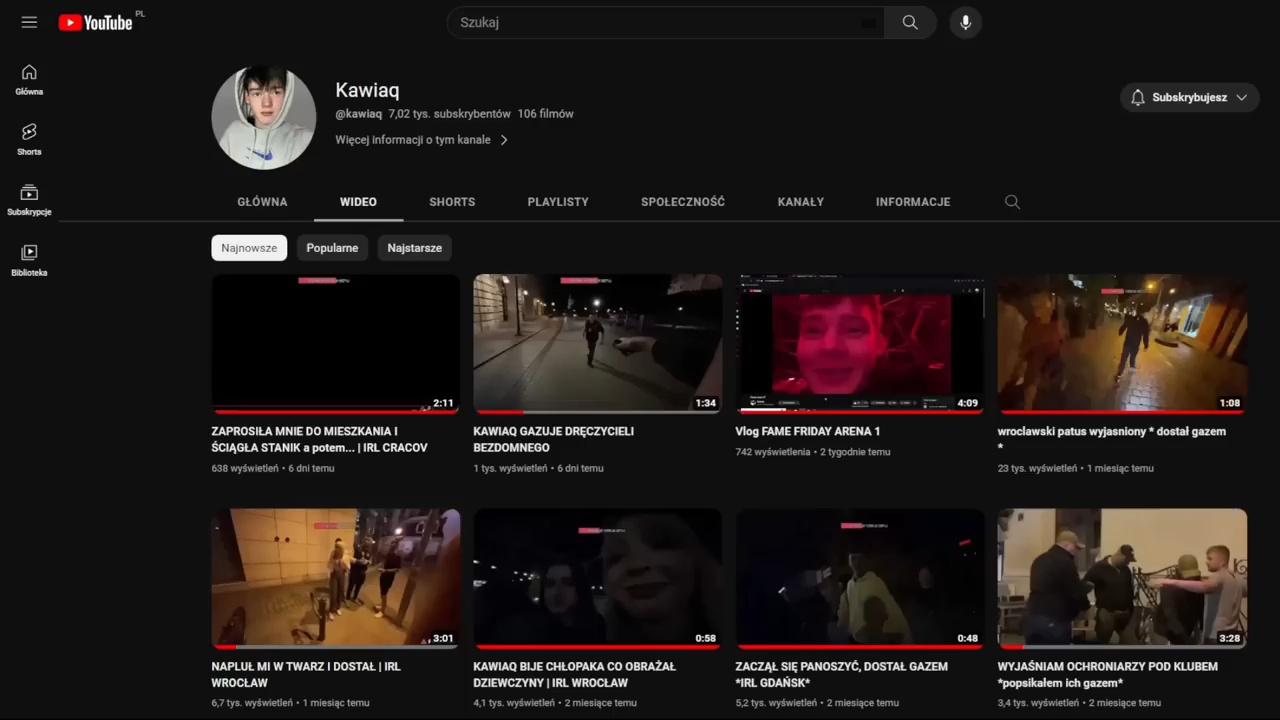 YouTube PL
Szukaj
Główna
Shorts
Subskrypcje
Biblioteka
Kawiaq
@kawiaq 7,02 tys. subskrybentów 106 filmów
Więcej informacji o tym kanale
Subskrybujesz
GŁÓWNA WIDEO SHORTS PLAYLISTY SPOŁECZNOŚĆ KANAŁY INFORMACJE
Najnowsze Popularne Najstarsze
2:11
ZAPROSIŁA MNIE DO MIESZKANIA I
ŚCIĄGŁA STANIK a potem... | IRL CRACOV
638 wyświetleń • 6 dni temu
1:34
KAWIAQ GAZUJE DRĘCZYCIELI
BEZDOMNEGO
1 tys. wyświetleń • 6 dni temu
4:09
Vlog FAME FRIDAY ARENA 1
742 wyświetlenia • 2 tygodnie temu
1:08
wroclawski patus wyjasniony * dostał gazem
*
23 tys. wyświetleń • 1 miesiąc temu
3:01
NAPLUŁ MI W TWARZ I DOSTAŁ | IRL
WROCŁAW
6,7 tys. wyświetleń • 1 miesiąc temu
0:58
KAWIAQ BIJE CHŁOPAKA CO OBRAŻAŁ
DZIEWCZYNY | IRL WROCŁAW
4,1 tys. wyświetleń • 2 miesiące temu
0:48
ZACZĄŁ SIĘ PANOSZYĆ, DOSTAŁ GAZEM
*IRL GDAŃSK*
5,2 tys. wyświetleń • 2 miesiące temu
3:28
WYJAŚNIAM OCHRONIARZY POD KLUBEM
*popsikałem ich gazem*
3,4 tys. wyświetleń • 2 miesiące temu